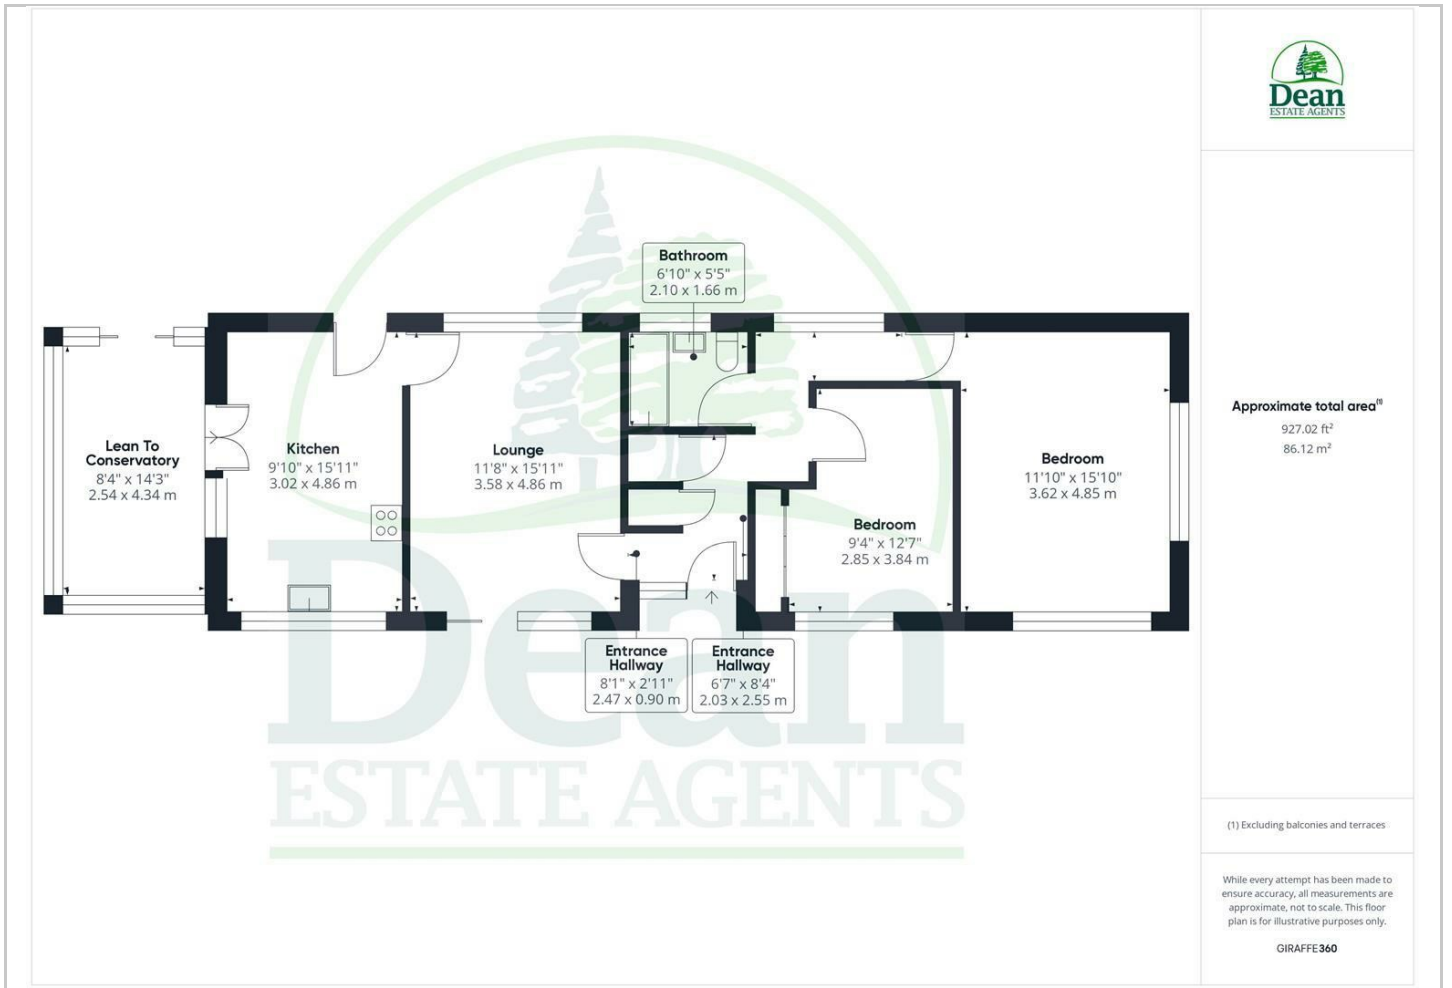 Dean
ESTATE AGENTS
Bathroom
6'10" x 5'5"
2.10 x 1.66 m
Lean To
Conservatory
8'4" x 14'3"
2.54 x 4.34 m
Kitchen
9'10" x 15'11"
3.02 x 4.86 m
Lounge
11'8" x 15'11"
3.58 x 4.86 m
Bedroom
9'4" x 12'7"
2.85 x 3.84 m
Bedroom
11'10" x 15'10"
3.62 x 4.85 m
Entrance
Hallway
8'1" x 2'11"
2.47 x 0.90 m
Entrance
Hallway
6'7" x 8'4"
2.03 x 2.55 m
Dean
ESTATE AGENTS
Approximate total area(1)
927.02 ft²
86.12 m²
(1) Excluding balconies and terraces
While every attempt has been made to
ensure accuracy, all measurements are
approximate, not to scale. This floor
plan is for illustrative purposes only.
GIRAFFE360